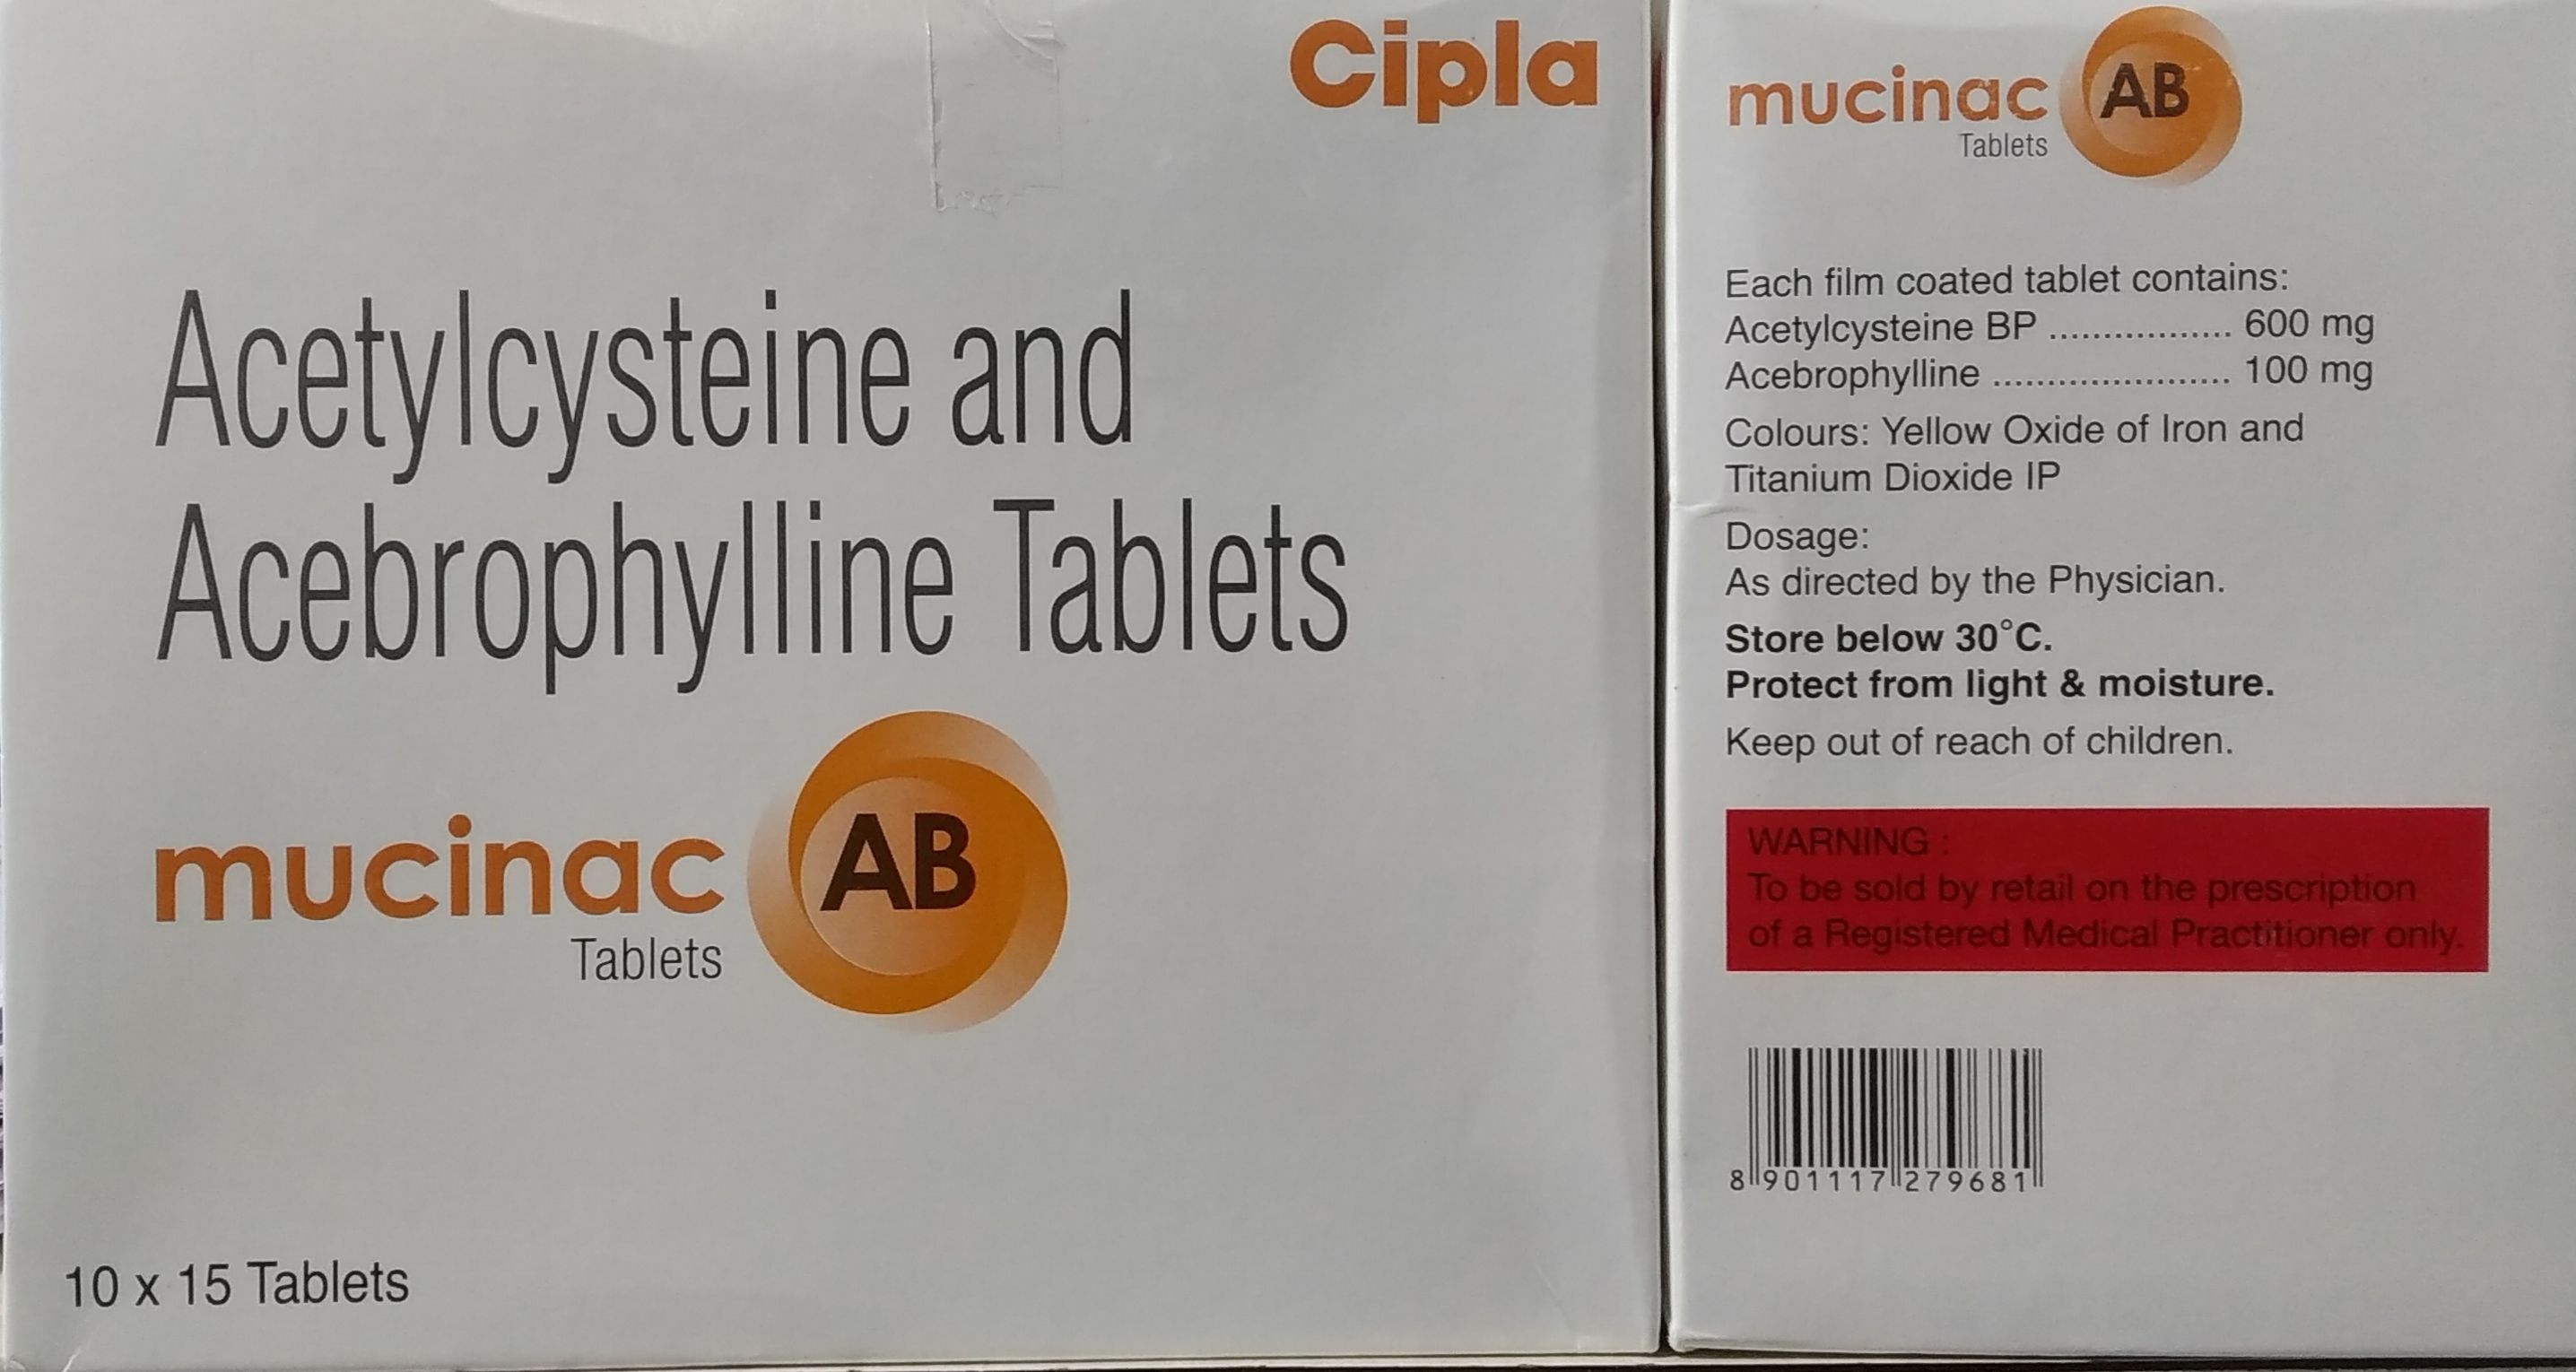 Cipla
Acetylcysteine and
Acebrophylline Tablets
mucinac AB
Tablets
10 x 15 Tablets
mucinac AB
Tablets
Each film coated tablet contains:
Acetylcysteine BP ................. 600 mg
Acebrophylline ...................... 100 mg
Colours: Yellow Oxide of Iron and
Titanium Dioxide IP
Dosage:
As directed by the Physician.
Store below 30°C.
Protect from light & moisture.
Keep out of reach of children.
WARNING :
To be sold by retail on the prescription
of a Registered Medical Practitioner only.
8 901117 279681